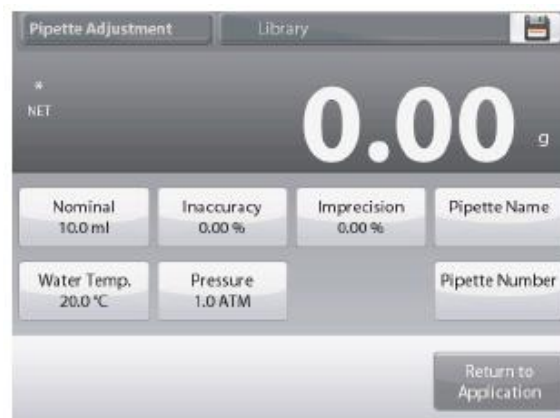 Pipette Adjustment
Library
*
NET
0.00
g
Nominal
10.0 ml
Inaccuracy
0.00 %
Imprecision
0.00 %
Pipette Name
Water Temp.
20.0 °C
Pressure
1.0 ATM
Pipette Number
Return to
Application